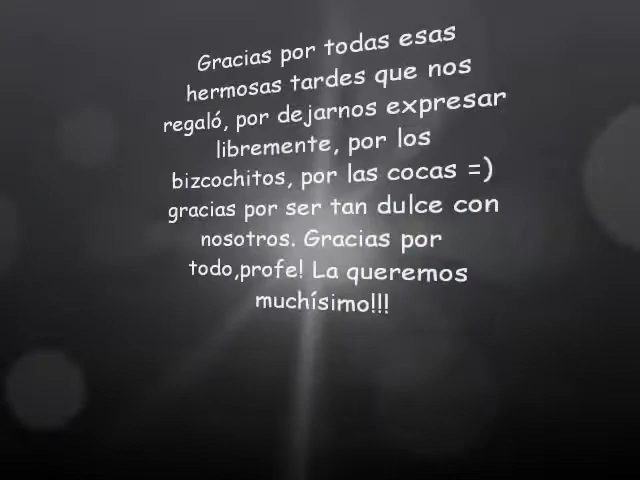 Gracias por todas esas
hermosas tardes que nos
regaló, por dejarnos expresar
libremente, por los
bizcochitos, por las cocas =)
gracias por ser tan dulce con
nosotros. Gracias por
todo,profe! La queremos
muchísimo!!!